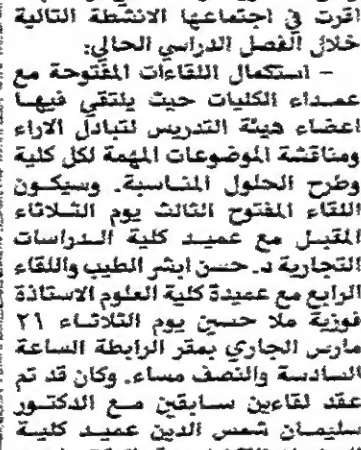 اقرت في اجتماعها الانشطة التالية
خلال الفصل الدراسي الحالي:
- استكمال اللقاءات المفتوحة مع
عمداء الكليات حيث يلتقي فيها
اعضاء هيئة التدريس لتبادل الاراء
ومناقشة الموضوعات المهمة لكل كلية
وطرح الحلول المناسبة. وسيكون
اللقاء المفتوح الثالث يوم الثلاثاء
المقبل مع عميد كلية الدراسات
التجارية د. حسن ابشر الطيب واللقاء
الرابع مع عميدة كلية العلوم الاستاذة
فوزية ملا حسين يوم الثلاثاء ٢١
مارس الجاري بمقر الرابطة الساعة
السادسة والنصف مساء. وكان قد تم
عقد لقاءين سابقين مع الدكتور
سليمان شمس الدين عميد كلية